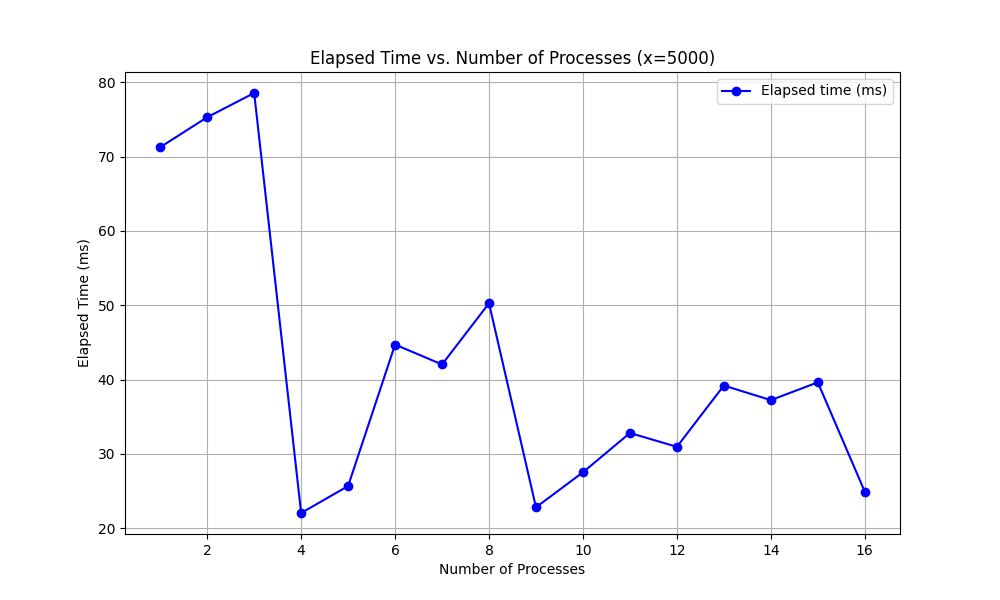 Elapsed Time vs. Number of Processes (x=5000)
Elapsed time (ms)
80
70
60
50
40
30
20
Elapsed Time (ms)
2 4 6 8 10 12 14 16
Number of Processes